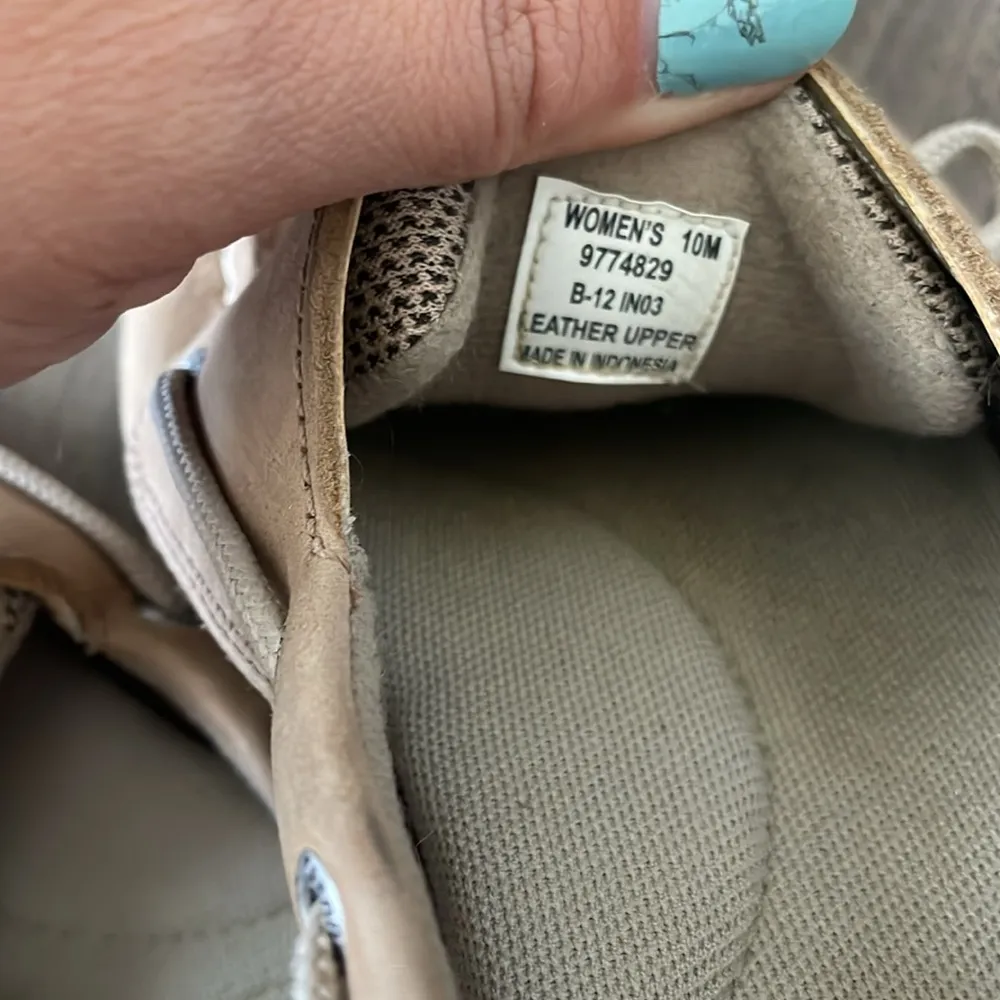 WOMEN'S 10M
9774829
B-12 IN03
LEATHER UPPER
MADE IN INDONESIA